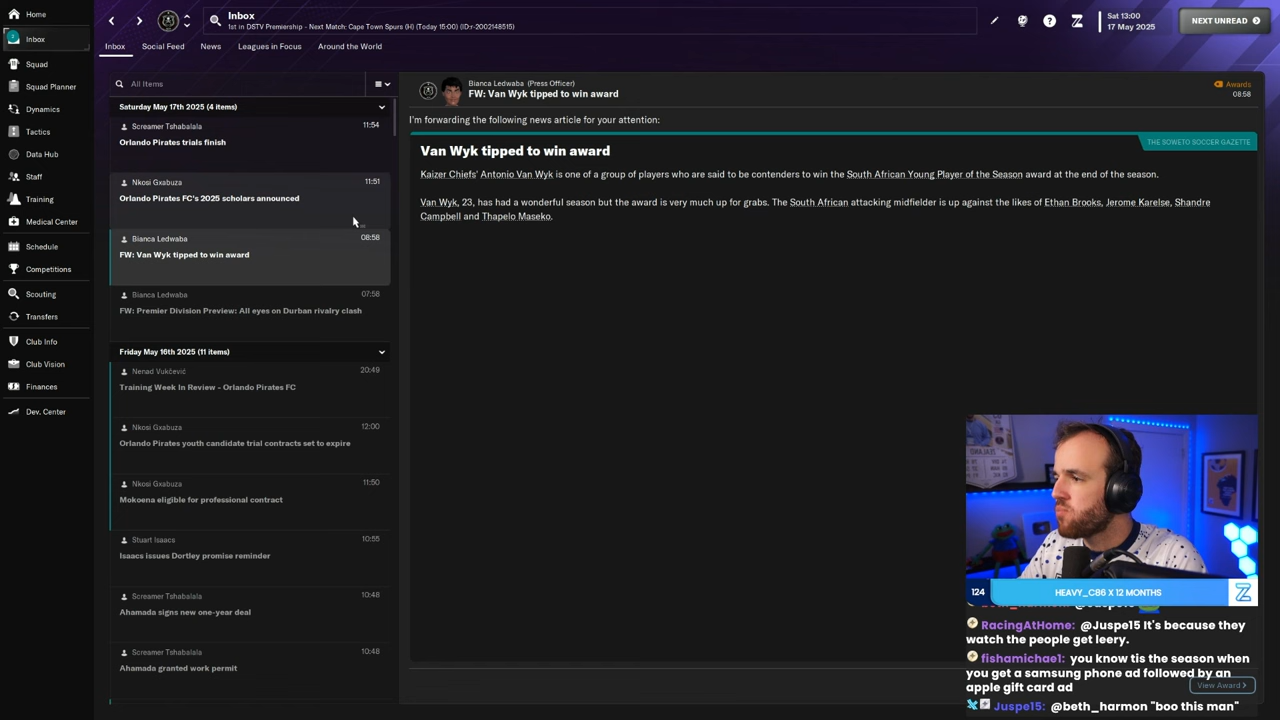 Home
Inbox
Squad
Squad Planner
Dynamics
Tactics
Data Hub
Staff
Training
Medical Center
Schedule
Competitions
Scouting
Transfers
Club Info
Club Vision
Finances
Dev. Center
Inbox
1st in DSTV Premiership - Next Match: Cape Town Spurs (H) (Today 15:00) (ID:r-2002148515)
Sat 13:00
17 May 2025
NEXT UNREAD
Inbox Social Feed News Leagues in Focus Around the World
All Items
Saturday May 17th 2025 (4 items)
Screamer Tshabalala 11:54
Orlando Pirates trials finish
Nkosi Gxabuza 11:51
Orlando Pirates FC's 2025 scholars announced
Bianca Ledwaba 08:58
FW: Van Wyk tipped to win award
Bianca Ledwaba 07:58
FW: Premier Division Preview: All eyes on Durban rivalry clash
Friday May 16th 2025 (11 items)
Nenad Vukčević 20:49
Training Week In Review - Orlando Pirates FC
Nkosi Gxabuza 12:00
Orlando Pirates youth candidate trial contracts set to expire
Nkosi Gxabuza 11:50
Mokoena eligible for professional contract
Stuart Isaacs 10:55
Isaacs issues Dortley promise reminder
Screamer Tshabalala 10:48
Ahamada signs new one-year deal
Screamer Tshabalala 10:48
Ahamada granted work permit
Bianca Ledwaba (Press Officer)
FW: Van Wyk tipped to win award
Awards
08:58
I'm forwarding the following news article for your attention:
THE SOWETO SOCCER GAZETTE
Van Wyk tipped to win award
Kaizer Chiefs' Antonio Van Wyk is one of a group of players who are said to be contenders to win the South African Young Player of the Season award at the end of the season.
Van Wyk, 23, has had a wonderful season but the award is very much up for grabs. The South African attacking midfielder is up against the likes of Ethan Brooks, Jerome Karelse, Shandre
Campbell and Thapelo Maseko.
124 HEAVY_C86 X 12 MONTHS
RacingAtHome: @Juspe15 It's because they
watch the people get leery.
fishamichael: you know tis the season when
you get a samsung phone ad followed by an
apple gift card ad
View Award
Juspe15: @beth_harmon "boo this man"